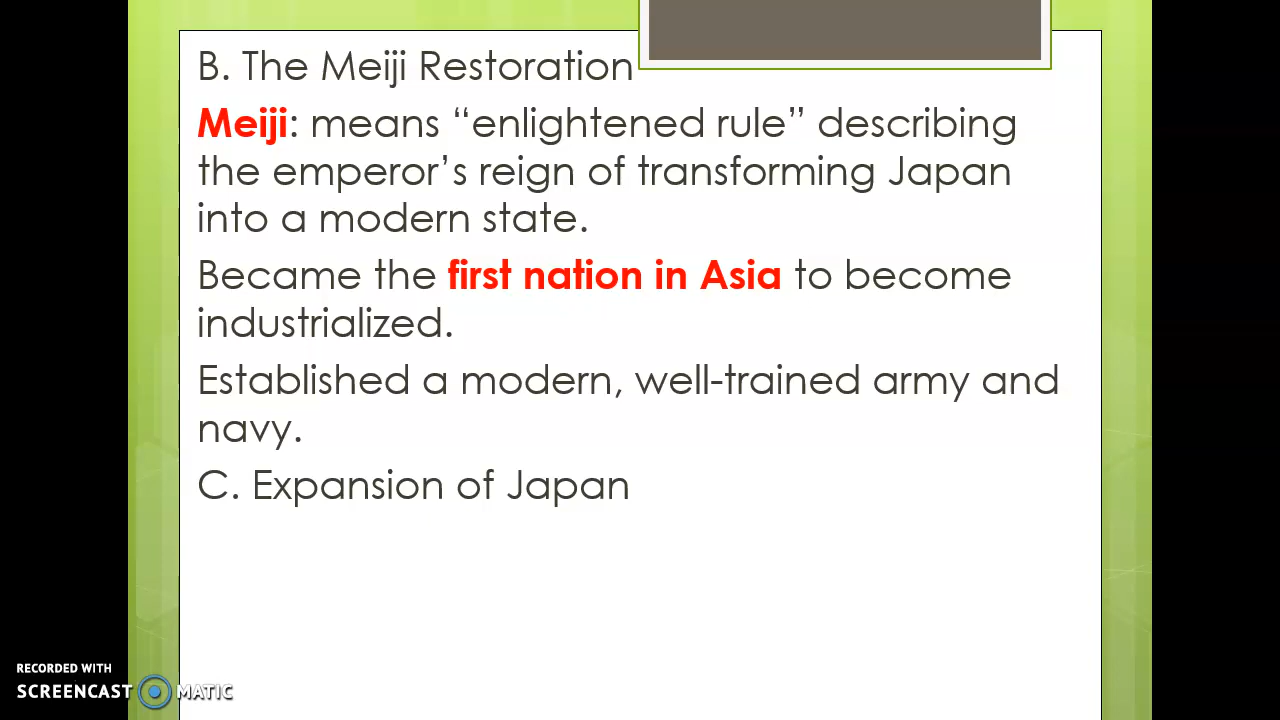 B. The Meiji Restoration
Meiji: means “enlightened rule” describing
the emperor’s reign of transforming Japan
into a modern state.
Became the first nation in Asia to become
industrialized.
Established a modern, well-trained army and
navy.
C. Expansion of Japan
RECORDED WITH
SCREENCAST MATIC